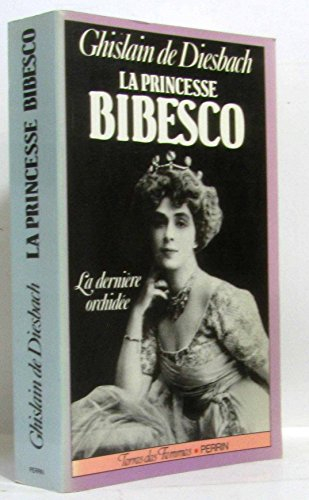 Ghislain de Diesbach
LA PRINCESSE
BIBESCO
La dernière
orchidée
Terres des Femmes • PERRIN
Ghislain de Diesbach LA PRINCESSE BIBESCO
PERRIN